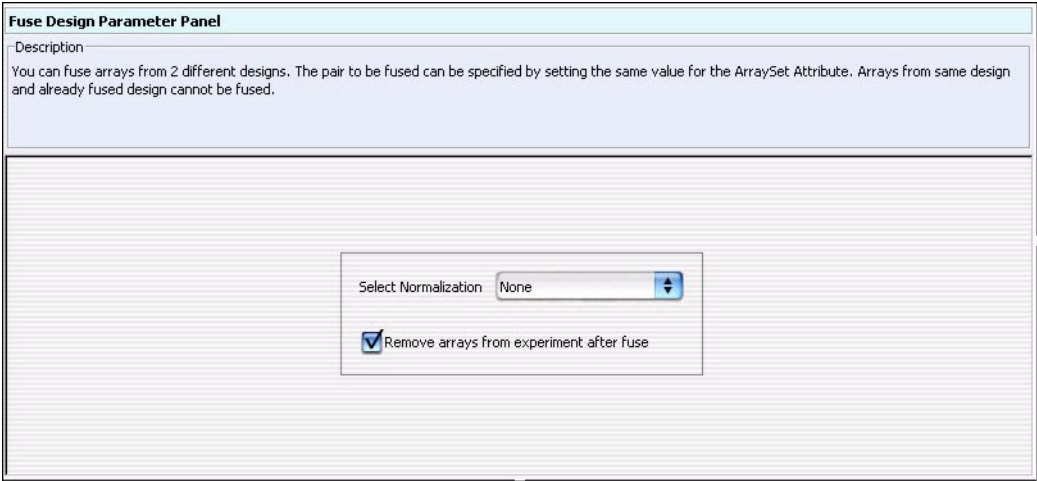 Fuse Design Parameter Panel
Description
You can fuse arrays from 2 different designs. The pair to be fused can be specified by setting the same value for the ArraySet Attribute. Arrays from same design
and already fused design cannot be fused.
Select Normalization None
Remove arrays from experiment after fuse